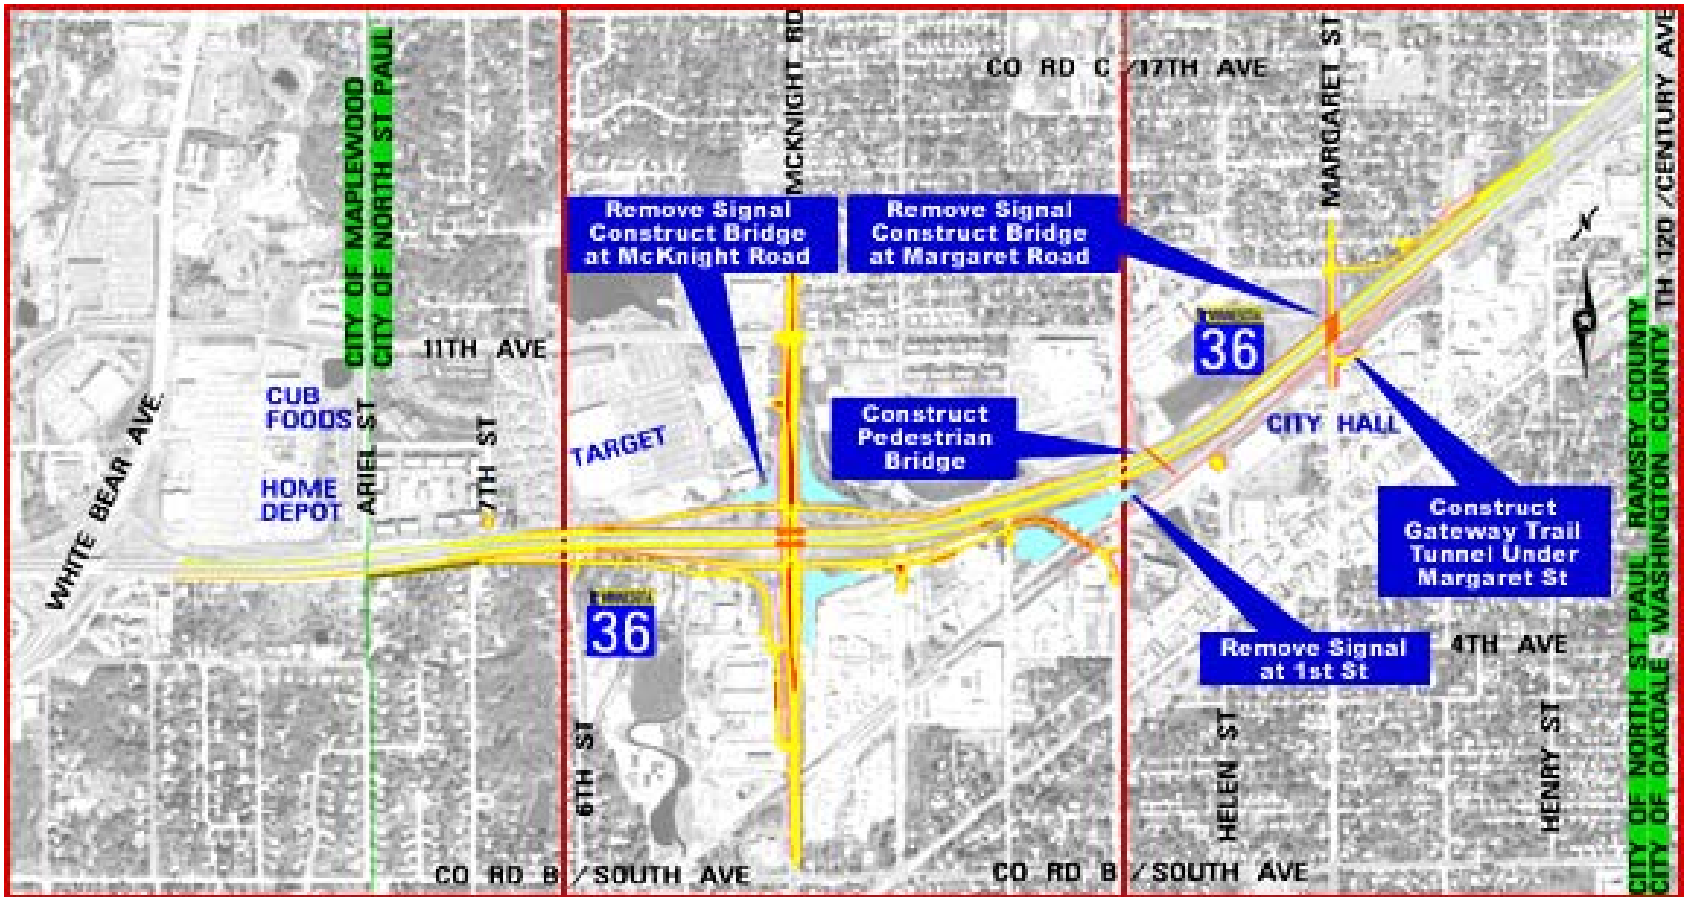 CO RD C /17TH AVE
MCKNIGHT RD
MARGARET ST
TH 120 /CENTURY AVE
CITY OF MAPLEWOOD
CITY OF NORTH ST PAUL
Remove Signal
Construct Bridge
at McKnight Road
Remove Signal
Construct Bridge
at Margaret Road
MINNESOTA
36
11TH AVE
CUB
FOODS
ARIEL ST
7TH ST
WHITE BEAR AVE.
HOME
DEPOT
TARGET
Construct
Pedestrian
Bridge
CITY HALL
Construct
Gateway Trail
Tunnel Under
Margaret St
MINNESOTA
36
Remove Signal
at 1st St
4TH AVE
6TH ST
HELEN ST
HENRY ST
CITY OF NORTH ST PAUL RAMSEY COUNTY
CITY OF OAKDALE WASHINGTON COUNTY
CO RD B /SOUTH AVE
CO RD B /SOUTH AVE